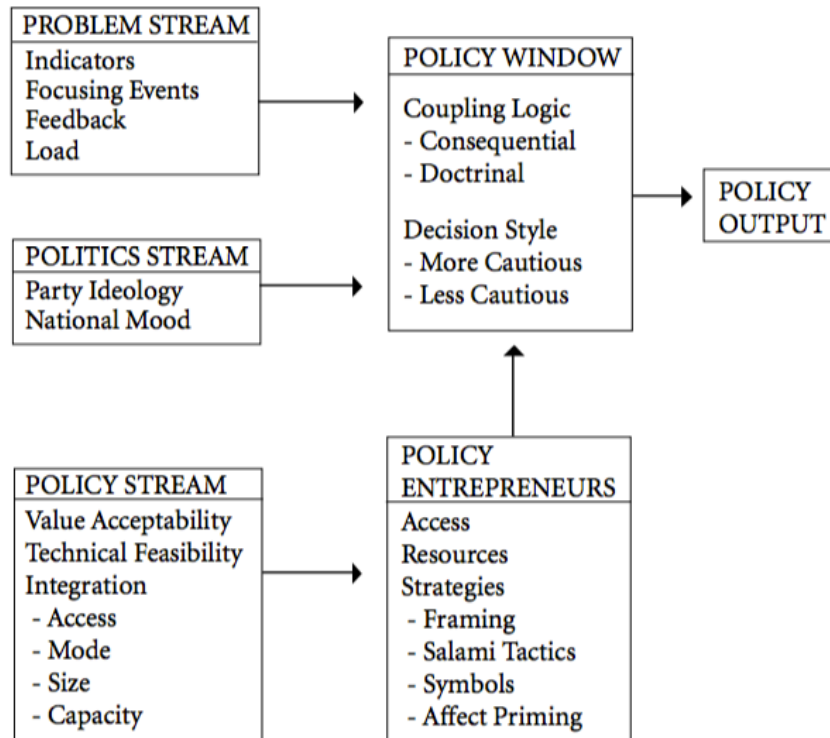 PROBLEM STREAM
Indicators
Focusing Events
Feedback
Load
POLITICS STREAM
Party Ideology
National Mood
POLICY STREAM
Value Acceptability
Technical Feasibility
Integration
- Access
- Mode
- Size
- Capacity
POLICY WINDOW
Coupling Logic
- Consequential
- Doctrinal
Decision Style
- More Cautious
- Less Cautious
POLICY
ENTREPRENEURS
Access
Resources
Strategies
- Framing
- Salami Tactics
- Symbols
- Affect Priming
POLICY
OUTPUT